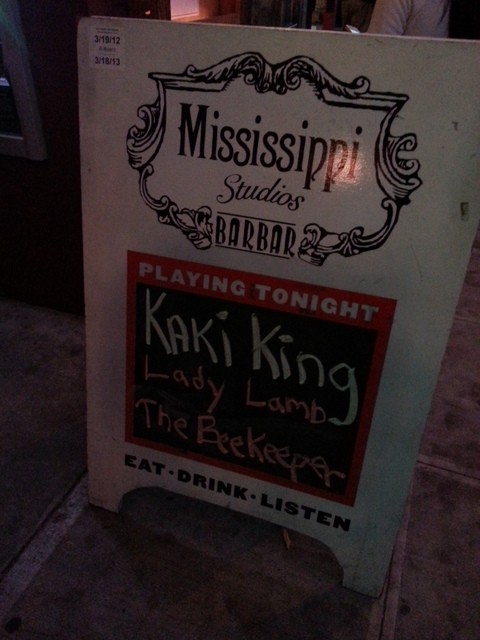 3/19/12
3/18/13
Mississippi
Studios
BARBAR
PLAYING TONIGHT
KAKi King
Lady Lamb
The BeeKeeper
EAT · DRINK · LISTEN